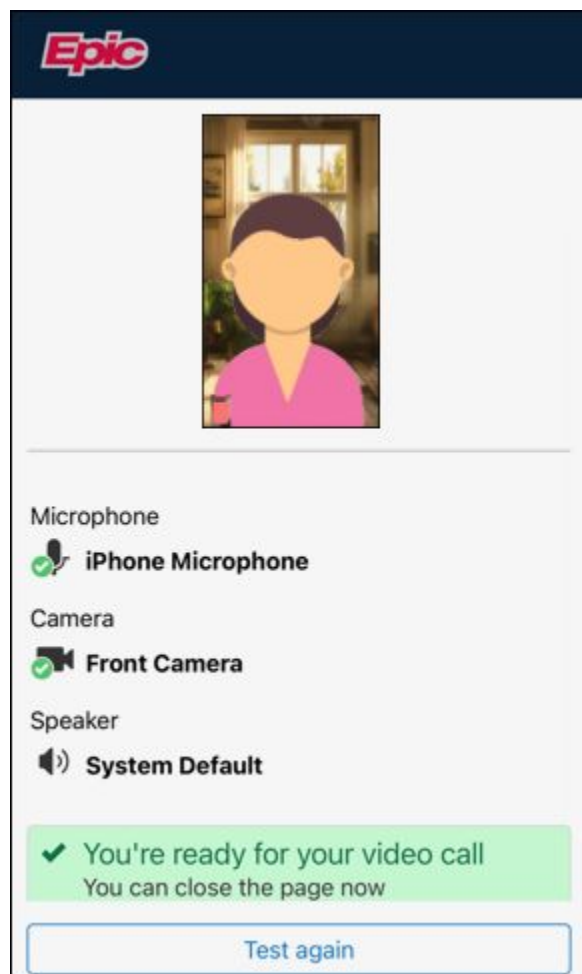 Epic
Microphone
iPhone Microphone
Camera
Front Camera
Speaker
System Default
You're ready for your video call
You can close the page now
Test again